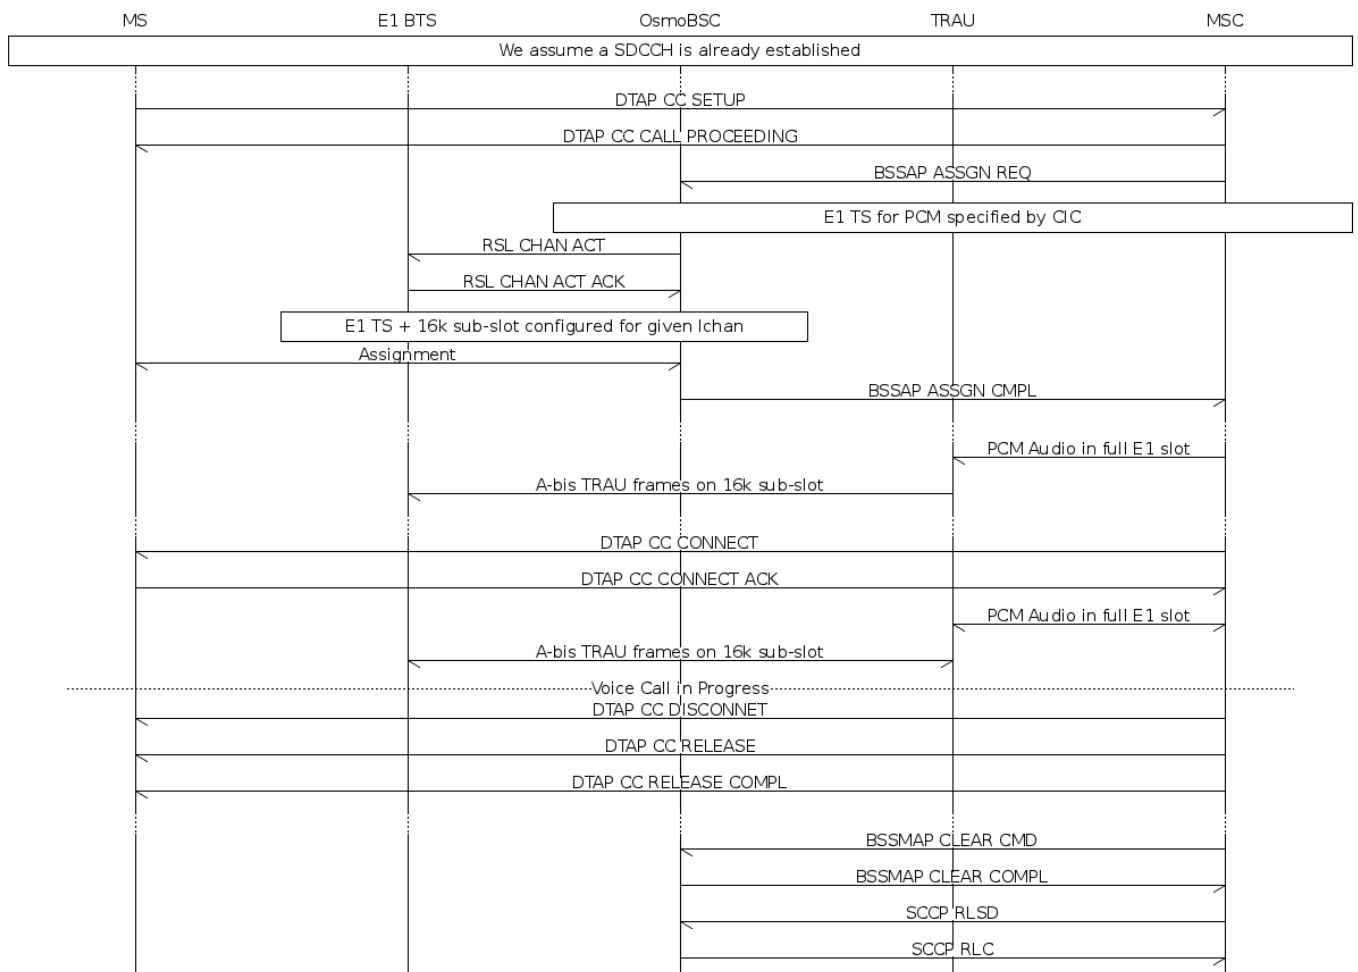 MS E1 BTS OsmoBSC TRAU MSC
We assume a SDCCH is already established
DTAP CC SETUP
DTAP CC CALL PROCEEDING
BSSAP ASSGN REQ
E1 TS for PCM specified by CIC
RSL CHAN ACT
RSL CHAN ACT ACK
E1 TS + 16k sub-slot configured for given lchan
Assignment
BSSAP ASSGN CMPL
PCM Audio in full E1 slot
A-bis TRAU frames on 16k sub-slot
DTAP CC CONNECT
DTAP CC CONNECT ACK
PCM Audio in full E1 slot
A-bis TRAU frames on 16k sub-slot
Voice Call in Progress
DTAP CC DISCONNET
DTAP CC RELEASE
DTAP CC RELEASE COMPL
BSSMAP CLEAR CMD
BSSMAP CLEAR COMPL
SCCP RLSD
SCCP RLC